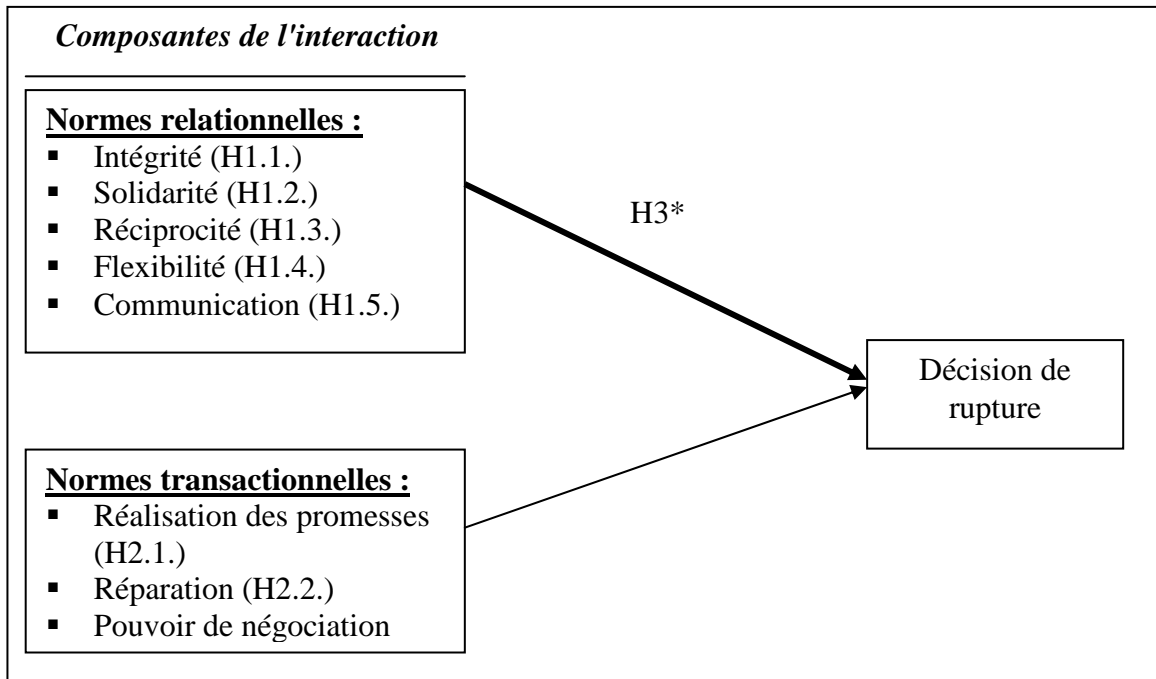 Composantes de l'interaction
Normes relationnelles :
▪ Intégrité (H1.1.)
▪ Solidarité (H1.2.)
▪ Réciprocité (H1.3.)
▪ Flexibilité (H1.4.)
▪ Communication (H1.5.)
H3*
Décision de
rupture
Normes transactionnelles :
▪ Réalisation des promesses
(H2.1.)
▪ Réparation (H2.2.)
▪ Pouvoir de négociation